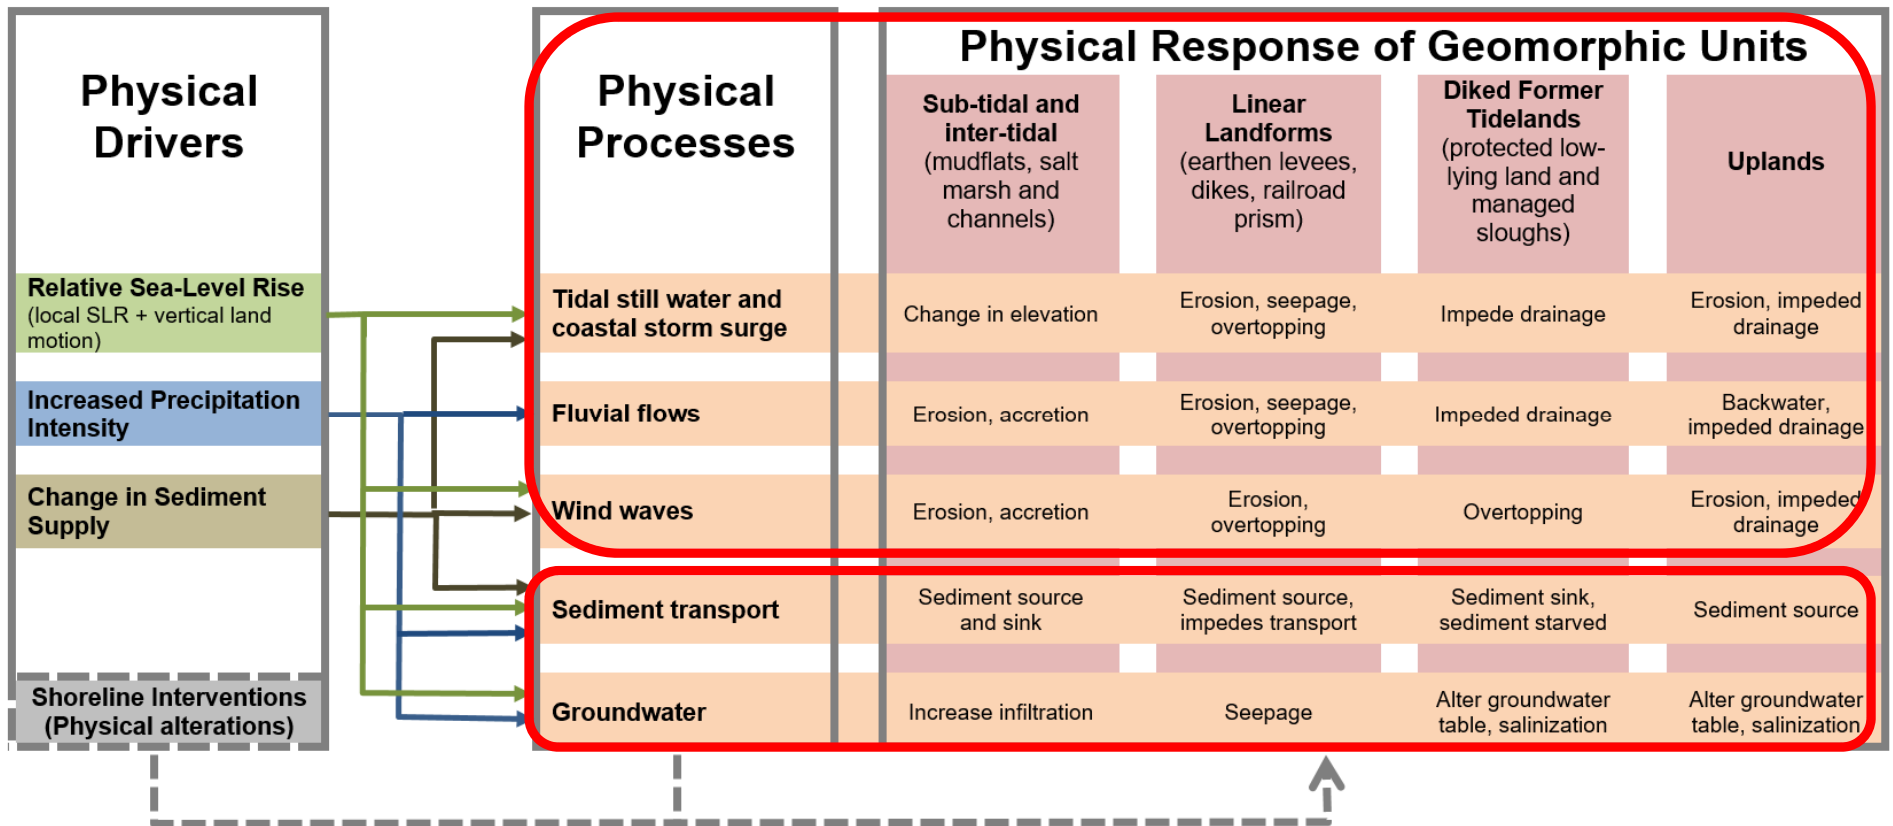 Physical
Drivers
Relative Sea-Level Rise
(local SLR + vertical land
motion)
Increased Precipitation
Intensity
Change in Sediment
Supply
Shoreline Interventions
(Physical alterations)
Physical
Processes
Physical Response of Geomorphic Units
Sub-tidal and
inter-tidal
(mudflats, salt
marsh and
channels)
Linear
Landforms
(earthen levees,
dikes, railroad
prism)
Diked Former
Tidelands
(protected low-
lying land and
managed
sloughs)
Uplands
Tidal still water and
coastal storm surge
Change in elevation
Erosion, seepage,
overtopping
Impede drainage
Erosion, impeded
drainage
Fluvial flows
Erosion, accretion
Erosion, seepage,
overtopping
Impeded drainage
Backwater,
impeded drainage
Wind waves
Erosion, accretion
Erosion,
overtopping
Overtopping
Erosion, impeded
drainage
Sediment transport
Sediment source
and sink
Sediment source,
impedes transport
Sediment sink,
sediment starved
Sediment source
Groundwater
Increase infiltration
Seepage
Alter groundwater
table, salinization
Alter groundwater
table, salinization